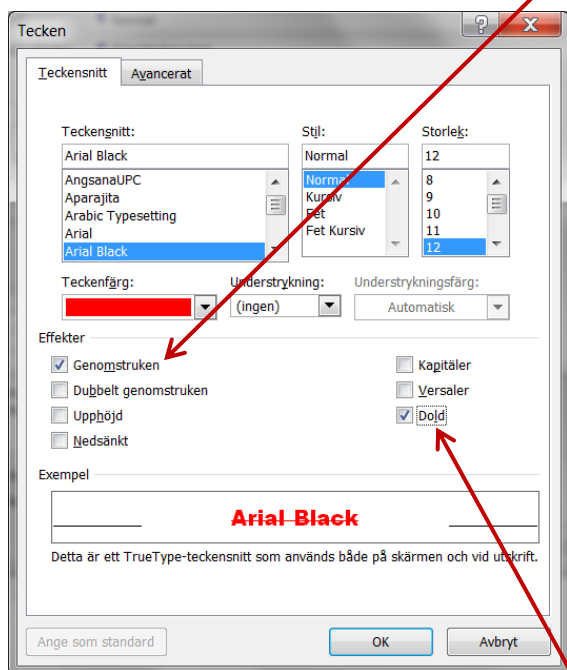 Tecken
Teckensnitt Avancerat
Teckensnitt: Stil: Storlek:
Arial Black Normal 12
AngsanaUPC Normal 8
Aparajita Kursiv 9
Arabic Typesetting Fet 10
Arial Fet Kursiv 11
Arial Black 12
Teckenfärg: Understrykning: Understrykningsfärg:
(ingen) Automatisk
Effekter
Genomstruken Kapitäler
Dubbelt genomstruken Versaler
Upphöjd Dold
Nedsänkt
Exempel
Arial Black
Detta är ett TrueType-teckensnitt som används både på skärmen och vid utskrift.
Ange som standard OK Avbryt